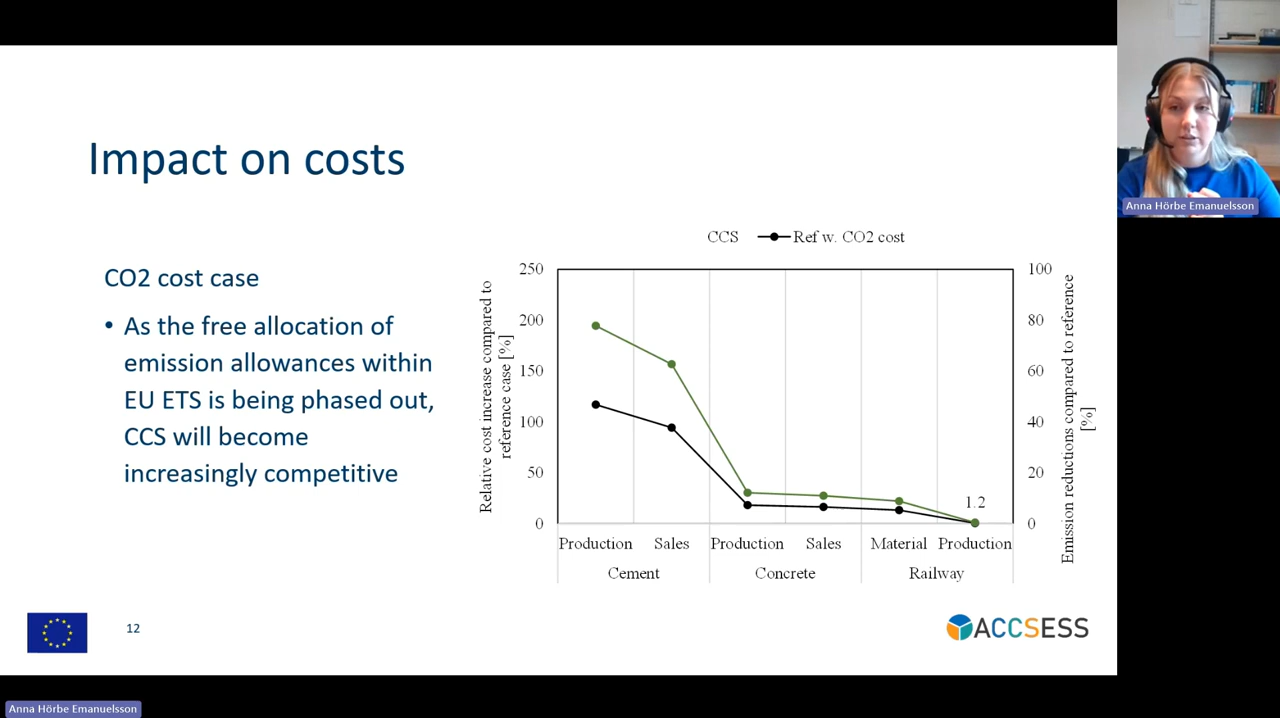 Impact on costs
CO2 cost case
• As the free allocation of
emission allowances within
EU ETS is being phased out,
CCS will become
increasingly competitive
CCS Ref w. CO2 cost
Relative cost increase compared to
reference case [%]
250
200
150
100
50
0
100
80
60
40
20
0
Emission reductions compared to reference
[%]
1.2
Production Sales Production Sales Material Production
Cement Concrete Railway
12
ACCSESS
Anna Hörbe Emanuelsson
Anna Hörbe Emanuelsson